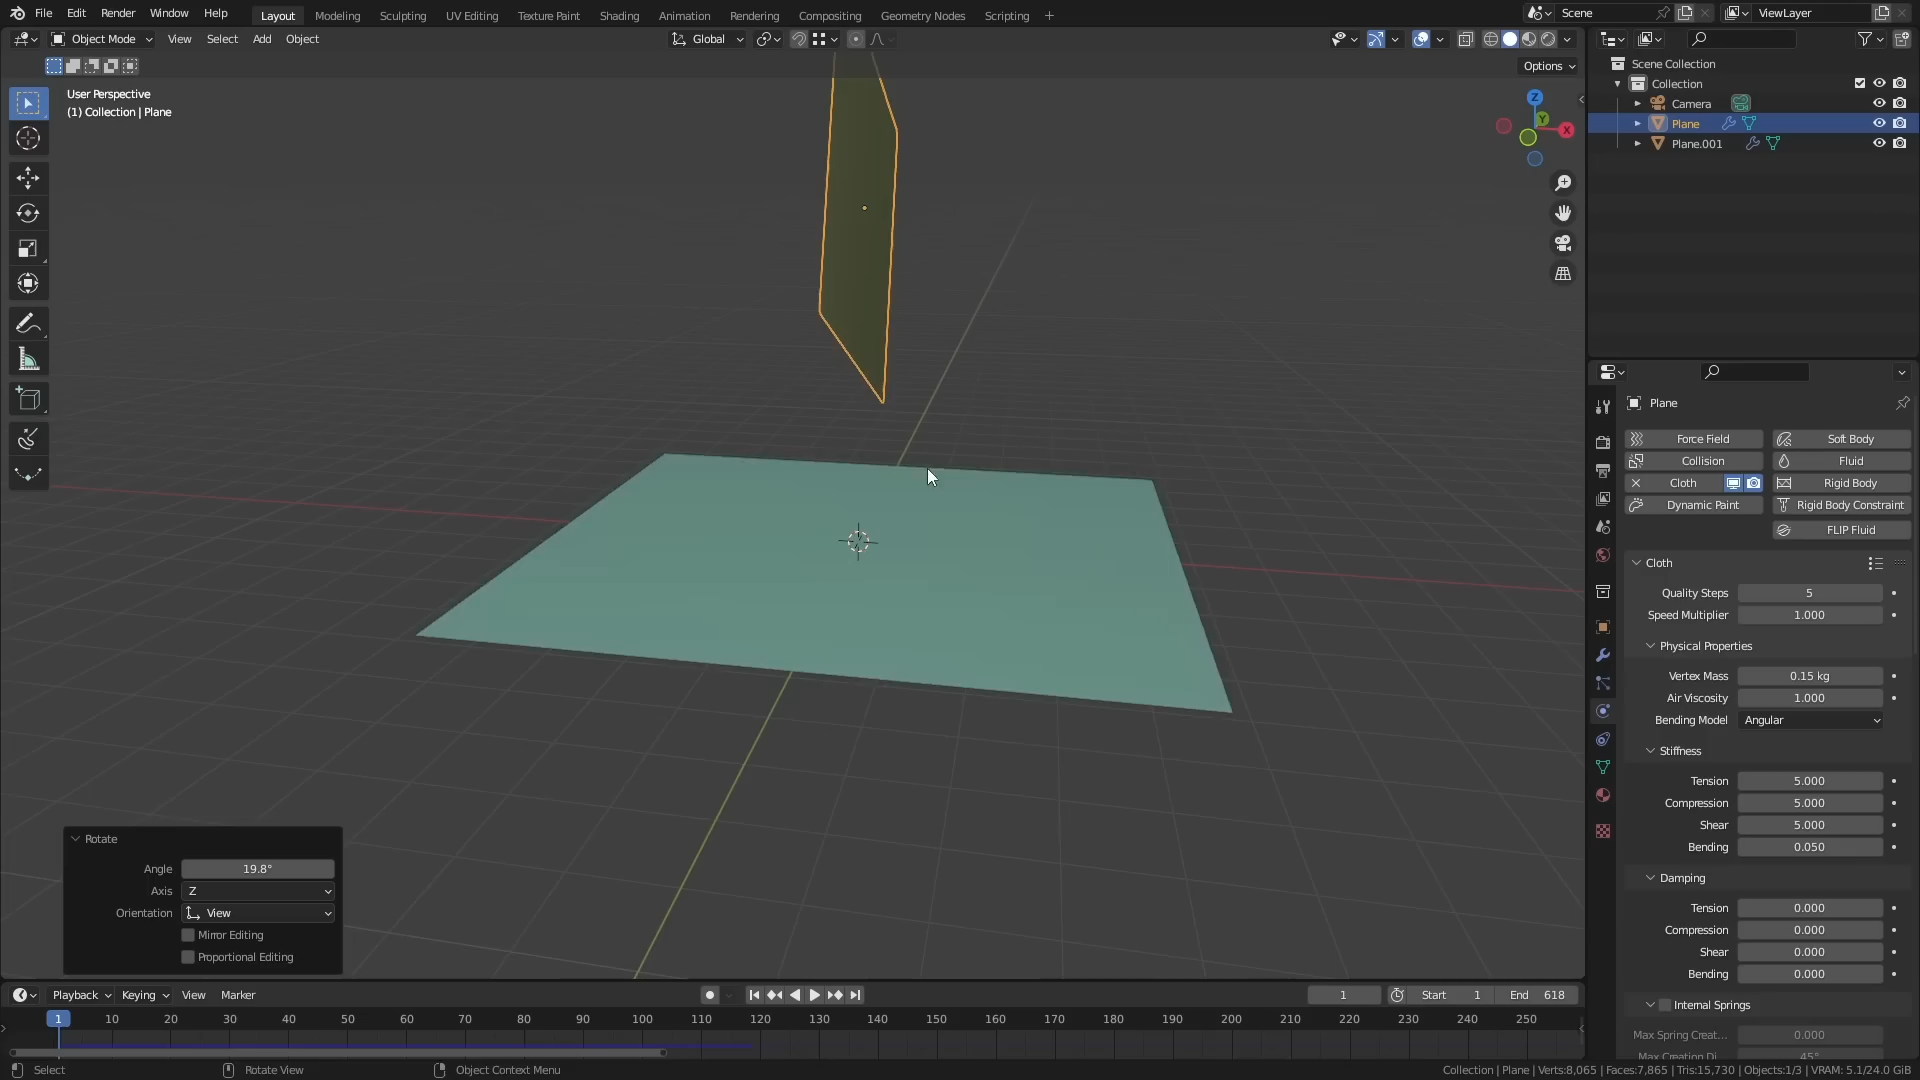 File Edit Render Window Help Layout Modeling Sculpting UV Editing Texture Paint Shading Animation Rendering Compositing Geometry Nodes Scripting + Scene ViewLayer
Object Mode View Select Add Object Global
Options
User Perspective
(1) Collection | Plane
Z
Y
X
Scene Collection
Collection
Camera
Plane
Plane.001
Plane
Force Field Soft Body
Collision Fluid
Cloth Rigid Body
Dynamic Paint Rigid Body Constraint
FLIP Fluid
Cloth
Quality Steps 5
Speed Multiplier 1.000
Physical Properties
Vertex Mass 0.15 kg
Air Viscosity 1.000
Bending Model Angular
Stiffness
Tension 5.000
Compression 5.000
Shear 5.000
Bending 0.050
Damping
Tension 0.000
Compression 0.000
Shear 0.000
Bending 0.000
Internal Springs
Max Spring Creat... 0.000
Max Creation Di... 45°
Rotate
Angle 19.8°
Axis Z
Orientation View
Mirror Editing
Proportional Editing
Playback Keying View Marker 1 Start 1 End 618
1 10 20 30 40 50 60 70 80 90 100 110 120 130 140 150 160 170 180 190 200 210 220 230 240 250
Select Rotate View Object Context Menu Collection | Plane | Verts:8,065 | Faces:7,865 | Tris:15,730 | Objects:1/3 | VRAM: 5.1/24.0 GiB